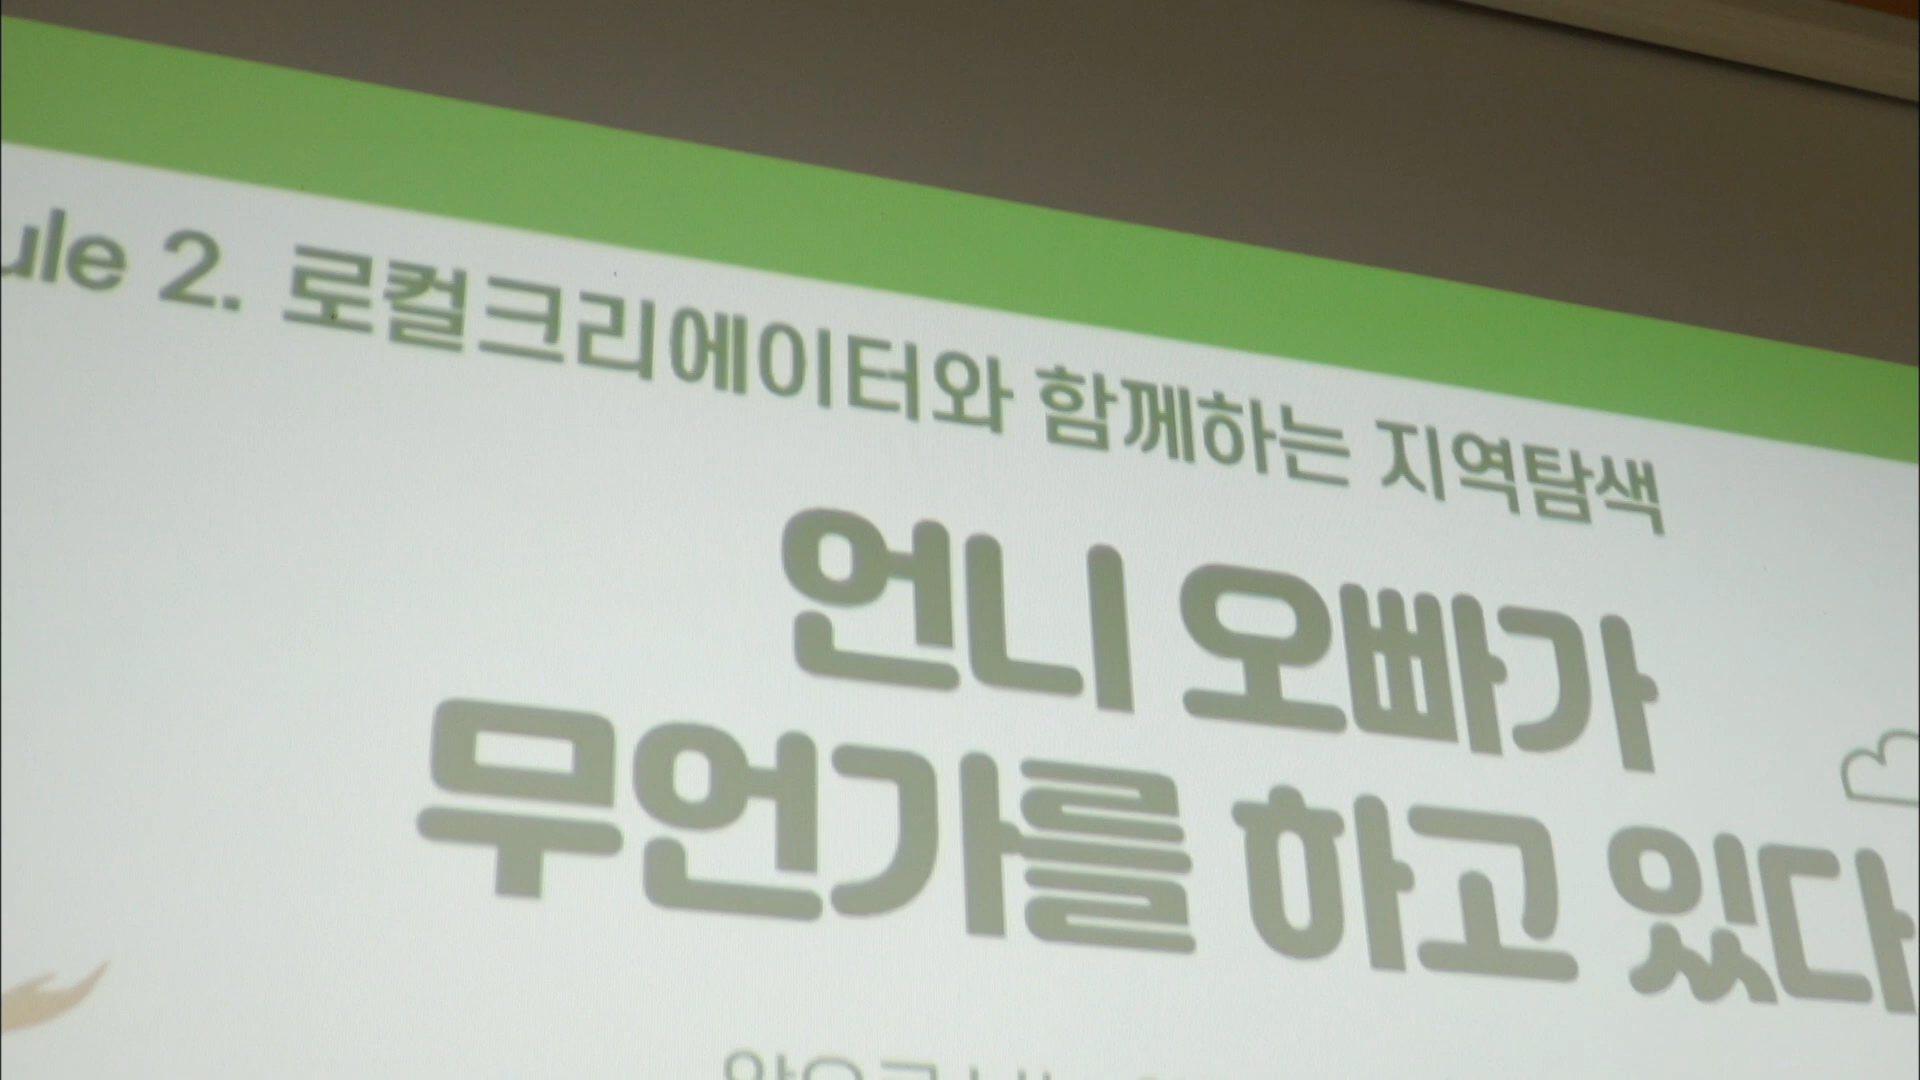 ule 2. 로컬크리에이터와 함께하는 지역탐색
언니 오빠가
무언가를 하고 있다